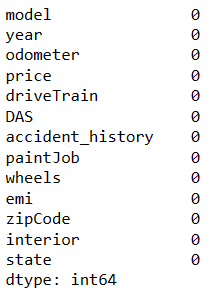 model 0
year 0
odometer 0
price 0
driveTrain 0
DAS 0
accident_history 0
paintJob 0
wheels 0
emi 0
zipCode 0
interior 0
state 0
dtype: int64